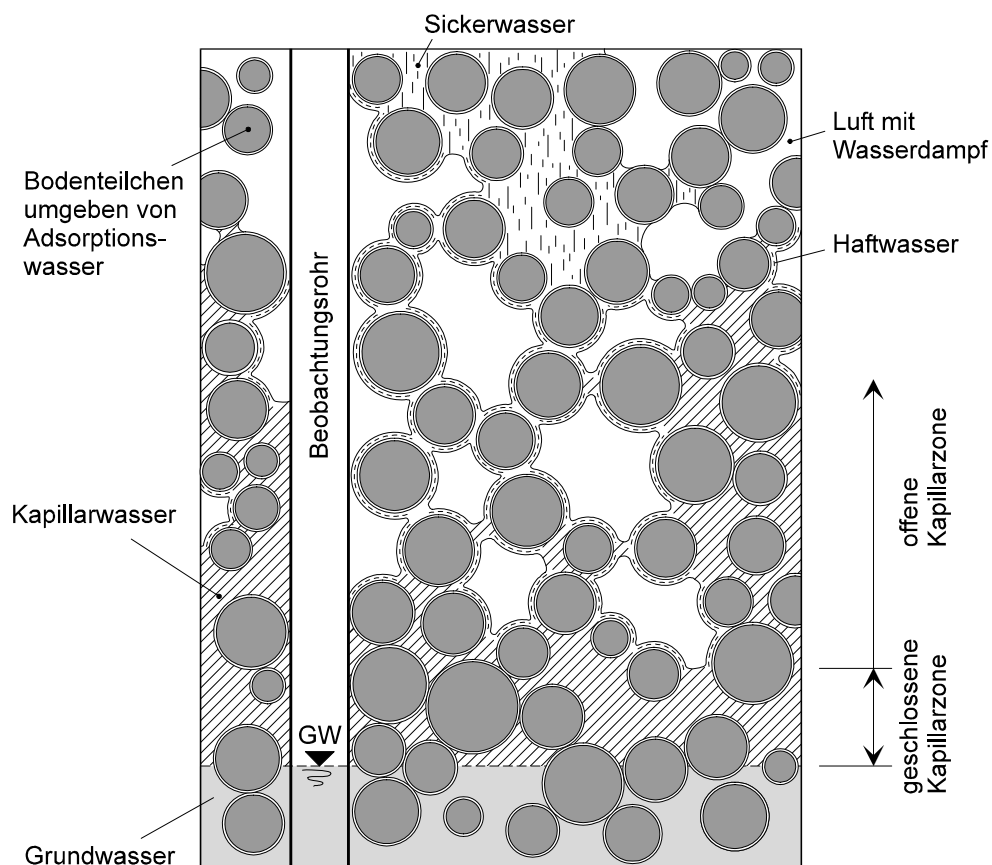 Sickerwasser
Luft mit
Wasserdampf
Bodenteilchen
umgeben von
Adsorptions-
wasser
Haftwasser
Beobachtungsrohr
Kapillarwasser
offene
Kapillarzone
geschlossene
Kapillarzone
GW
Grundwasser